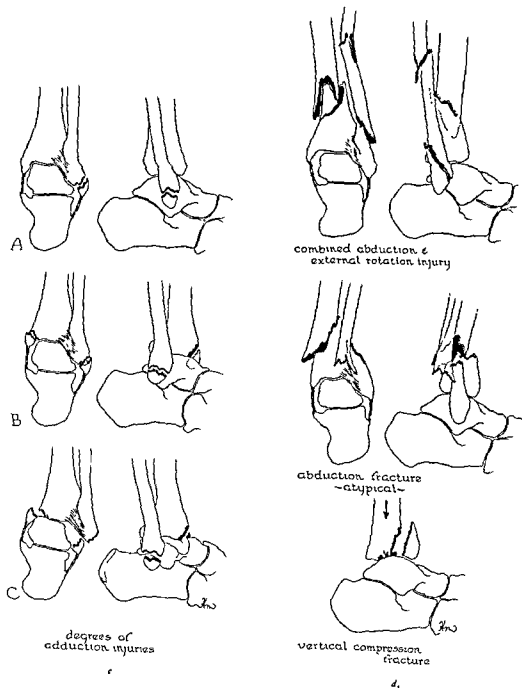 A
B
C
degrees of
adduction injuries
c
combined abduction &
external rotation injury
abduction fracture
-atypical-
vertical compression
fracture
d.